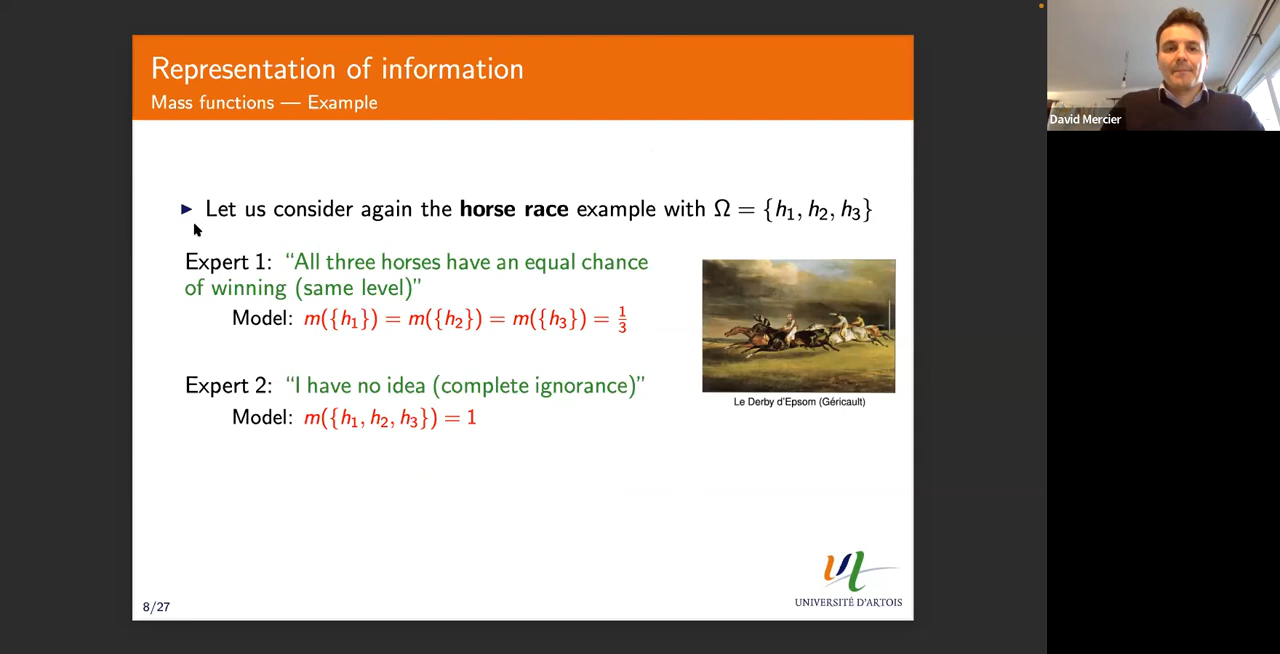 Representation of information
Mass functions — Example
David Mercier
► Let us consider again the horse race example with Ω = {h₁, h₂, h₃}
Expert 1: “All three horses have an equal chance
of winning (same level)”
Model: m({h₁}) = m({h₂}) = m({h₃}) = 1/3
Expert 2: “I have no idea (complete ignorance)”
Model: m({h₁, h₂, h₃}) = 1
Le Derby d'Epsom (Géricault)
UNIVERSITÉ D'ARTOIS
8/27